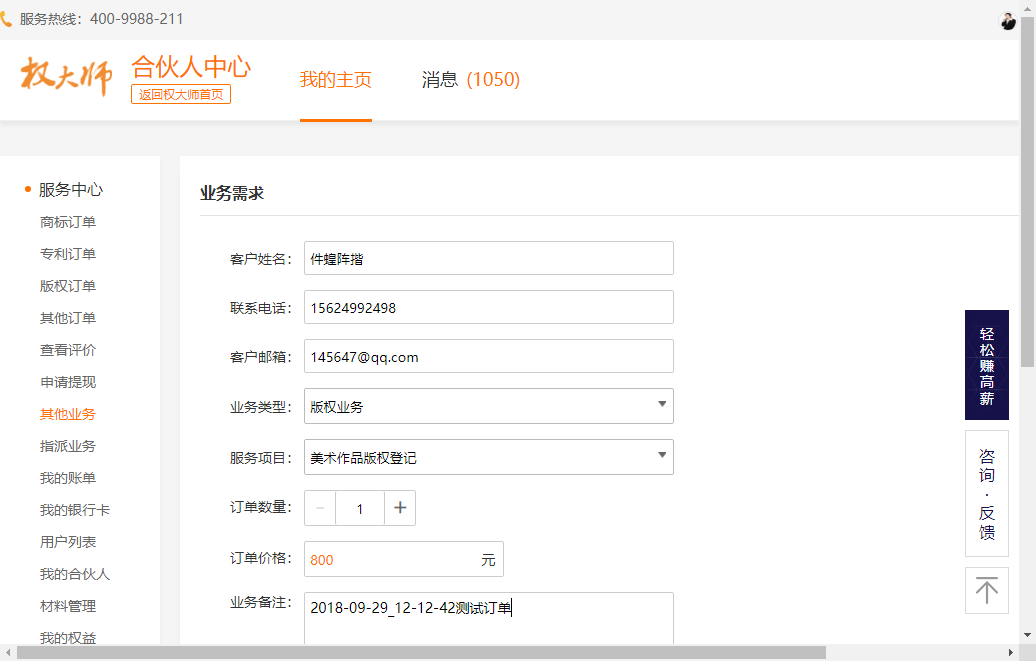 服务热线：400-9988-211
权大师
合伙人中心
返回权大师首页
我的主页
消息 (1050)
服务中心
商标订单
专利订单
版权订单
其他订单
查看评价
申请提现
其他业务
指派业务
我的账单
我的银行卡
用户列表
我的合伙人
材料管理
我的权益
业务需求
客户姓名： 件蝗阵揩
联系电话： 15624992498
客户邮箱： 145647@qq.com
业务类型： 版权业务
服务项目： 美术作品版权登记
订单数量： − 1 +
订单价格： 800 元
业务备注： 2018-09-29_12-12-42测试订单
轻松赚高薪
咨询·反馈